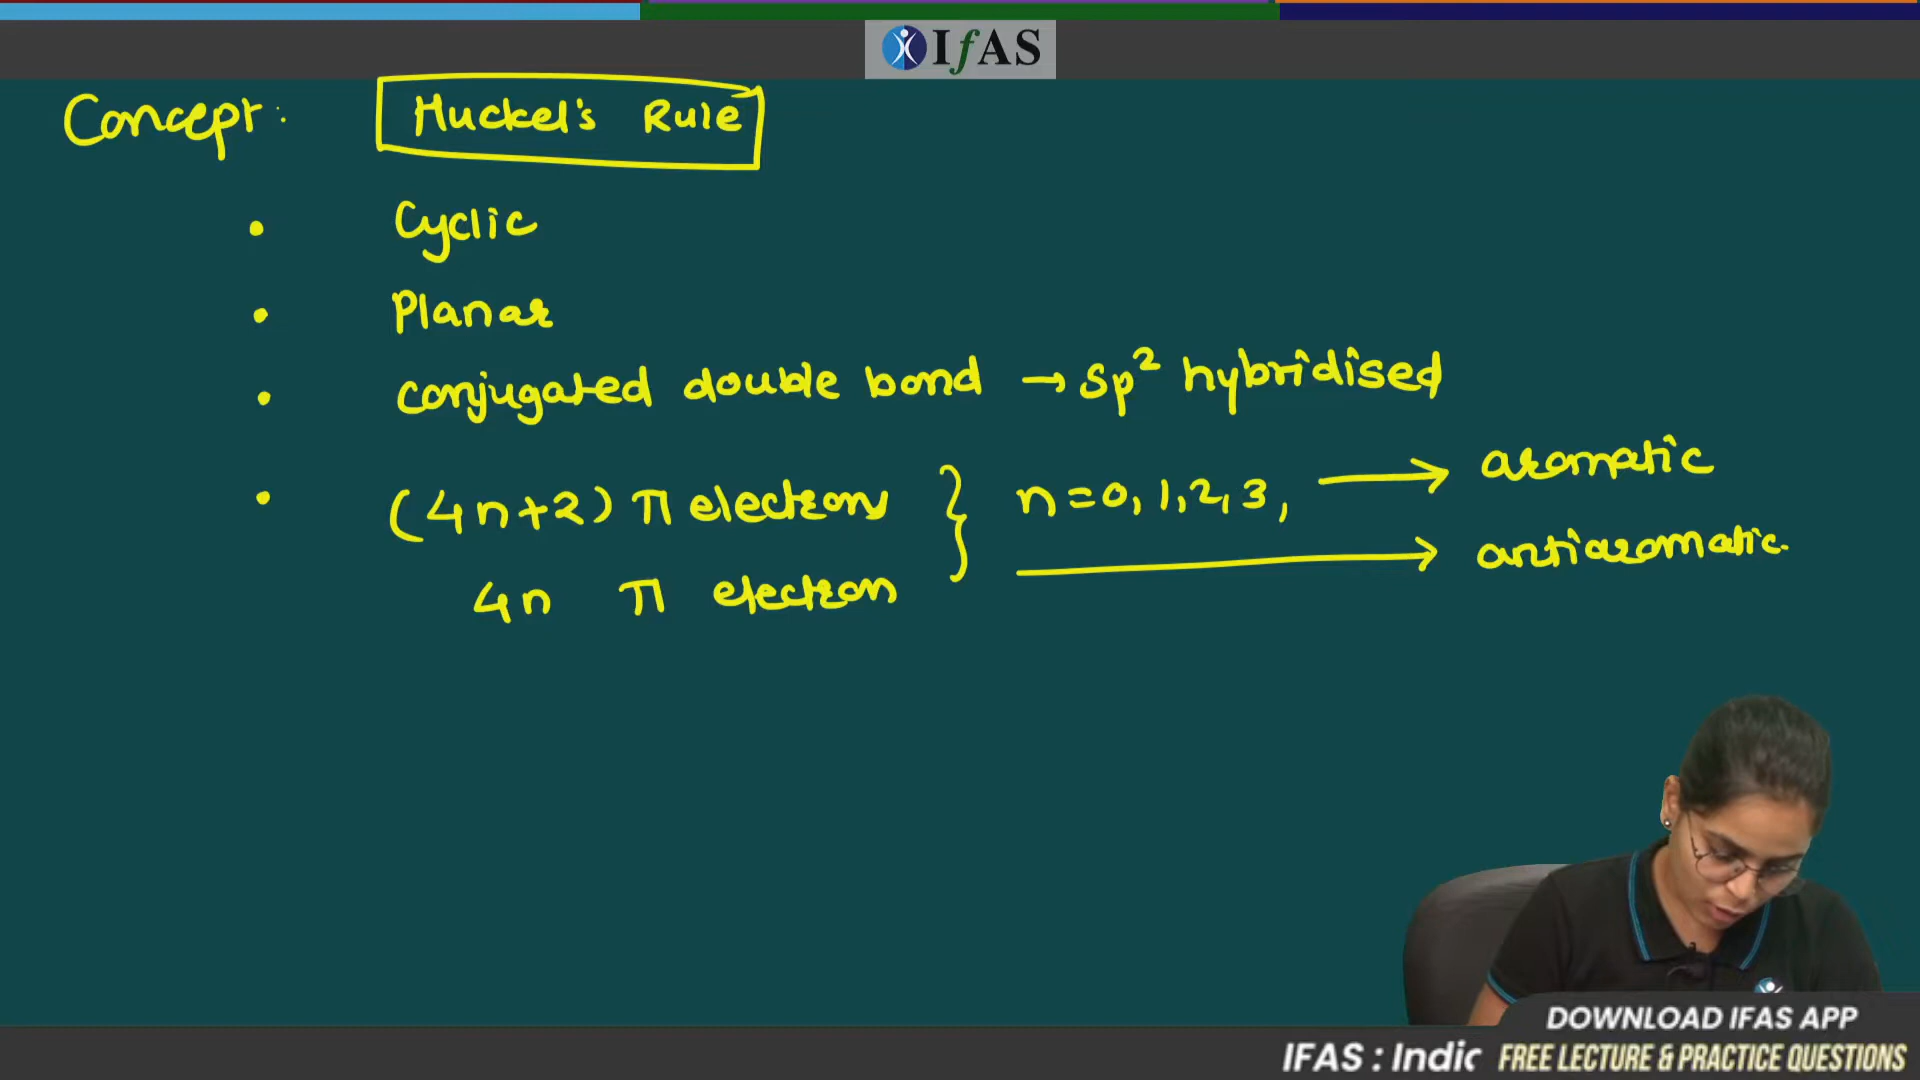 IfAS
Concept: Huckel's Rule
• Cyclic
• Planar
• conjugated double bond → sp² hybridised
• (4n+2) π electrons } n=0, 1, 2, 3, → aromatic
4n π electron → antiaromatic.
DOWNLOAD IFAS APP
IFAS : Indic FREE LECTURE & PRACTICE QUESTIONS